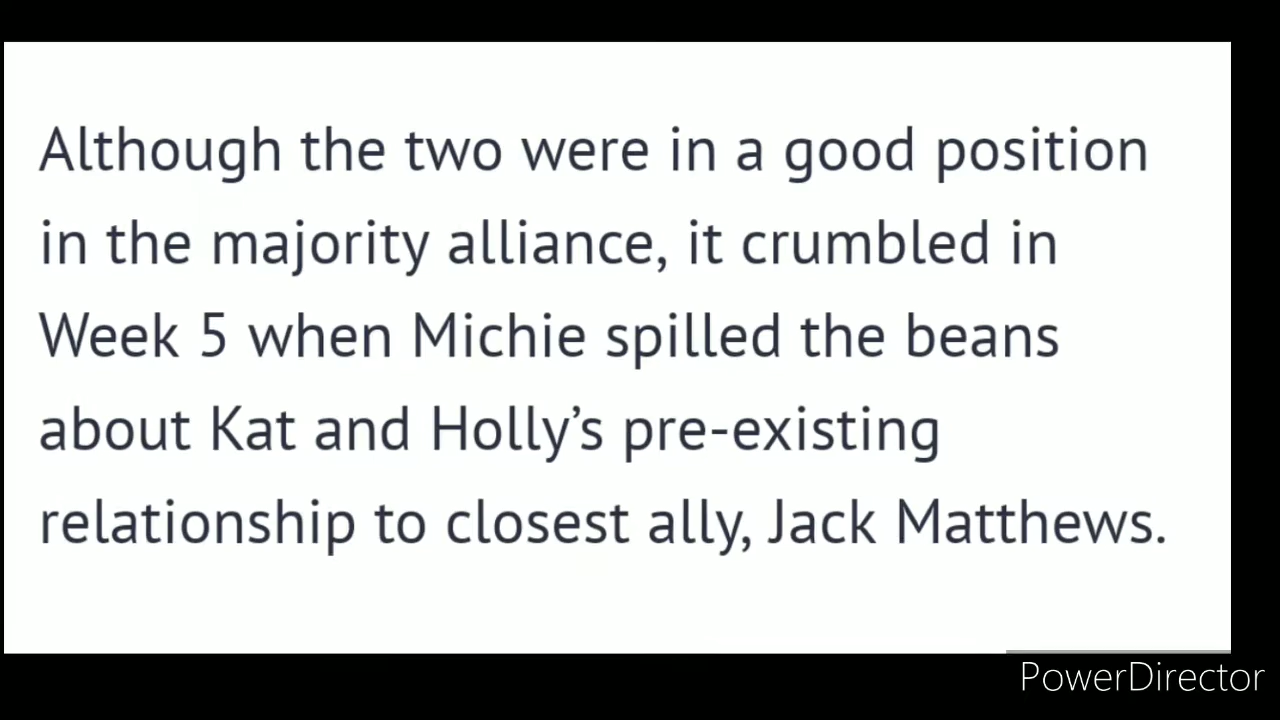 Although the two were in a good position
in the majority alliance, it crumbled in
Week 5 when Michie spilled the beans
about Kat and Holly’s pre-existing
relationship to closest ally, Jack Matthews.
PowerDirector